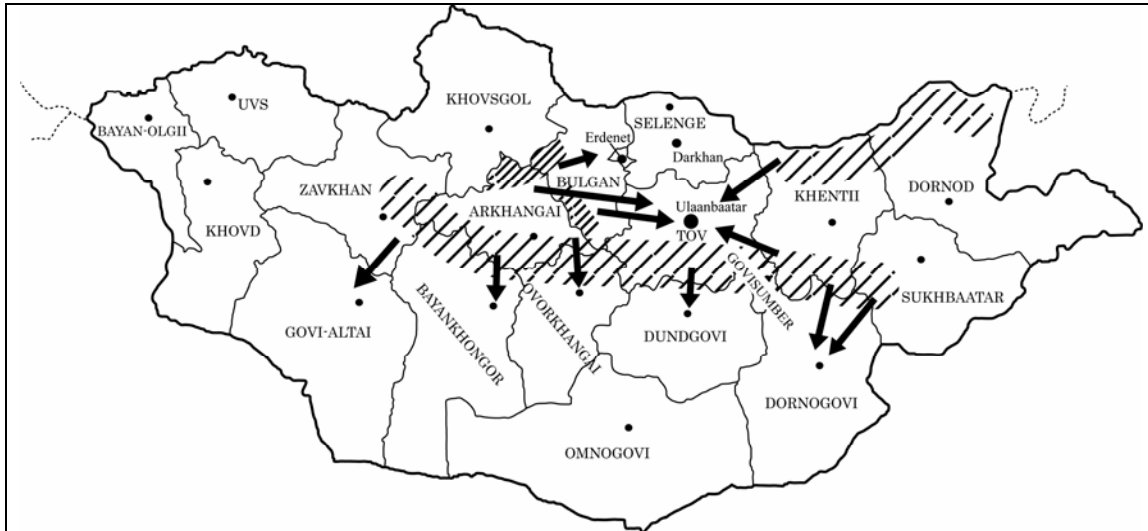 KHOVSGOL
UVS
BAYAN-OLGII
SELENGE
Erdenet
Darkhan
BULGAN
ZAVKHAN
KHENTII
DORNOD
ARKHANGAI
Ulaanbaatar
TOV
KHOVD
GOVISUMBER
SUKHBAATAR
GOVI-ALTAI
BAYANKHONGOR
OVORKHANGAI
DUNDGOVI
DORNOGOVI
OMNOGOVI